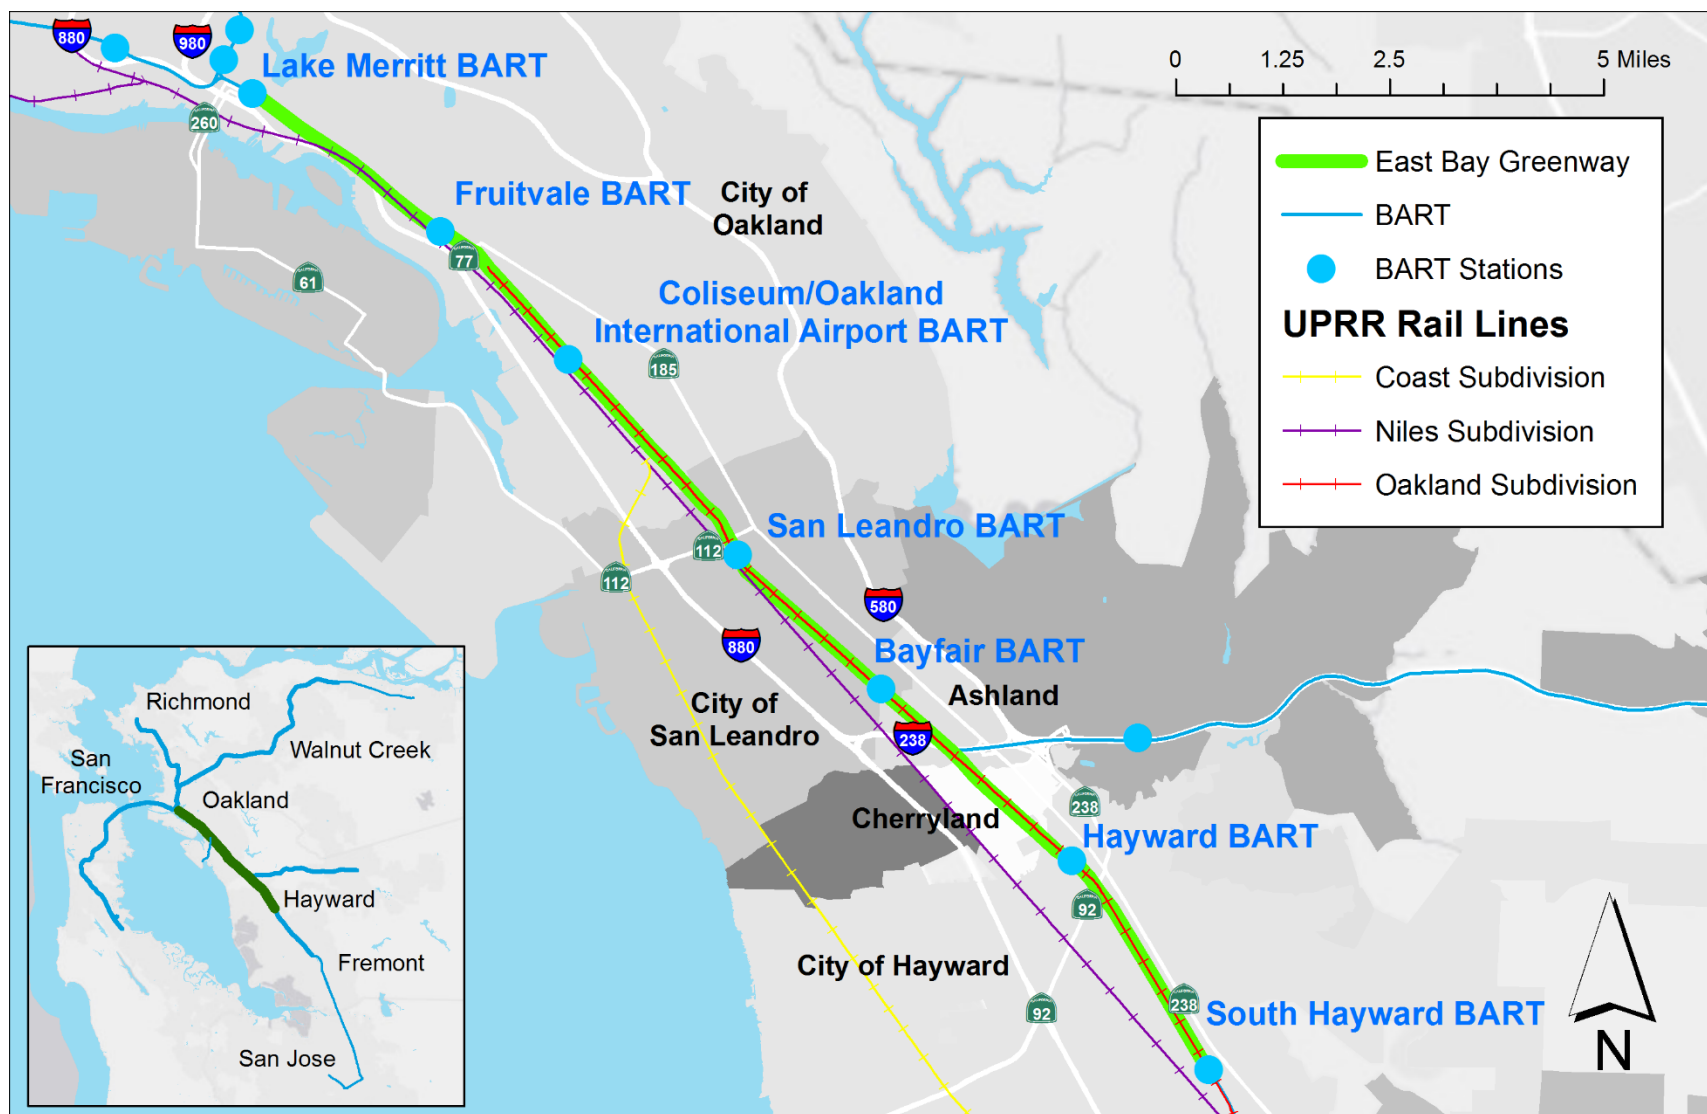 880
980
Lake Merritt BART
260
0 1.25 2.5 5 Miles
East Bay Greenway
BART
BART Stations
UPRR Rail Lines
Coast Subdivision
Niles Subdivision
Oakland Subdivision
Fruitvale BART
City of
Oakland
77
61
Coliseum/Oakland
International Airport BART
185
San Leandro BART
112
112
580
880
Bayfair BART
Ashland
City of
San Leandro
238
Cherryland
238
Hayward BART
92
City of Hayward
92
238
South Hayward BART
N
Richmond
Walnut Creek
San
Francisco
Oakland
Hayward
Fremont
San Jose